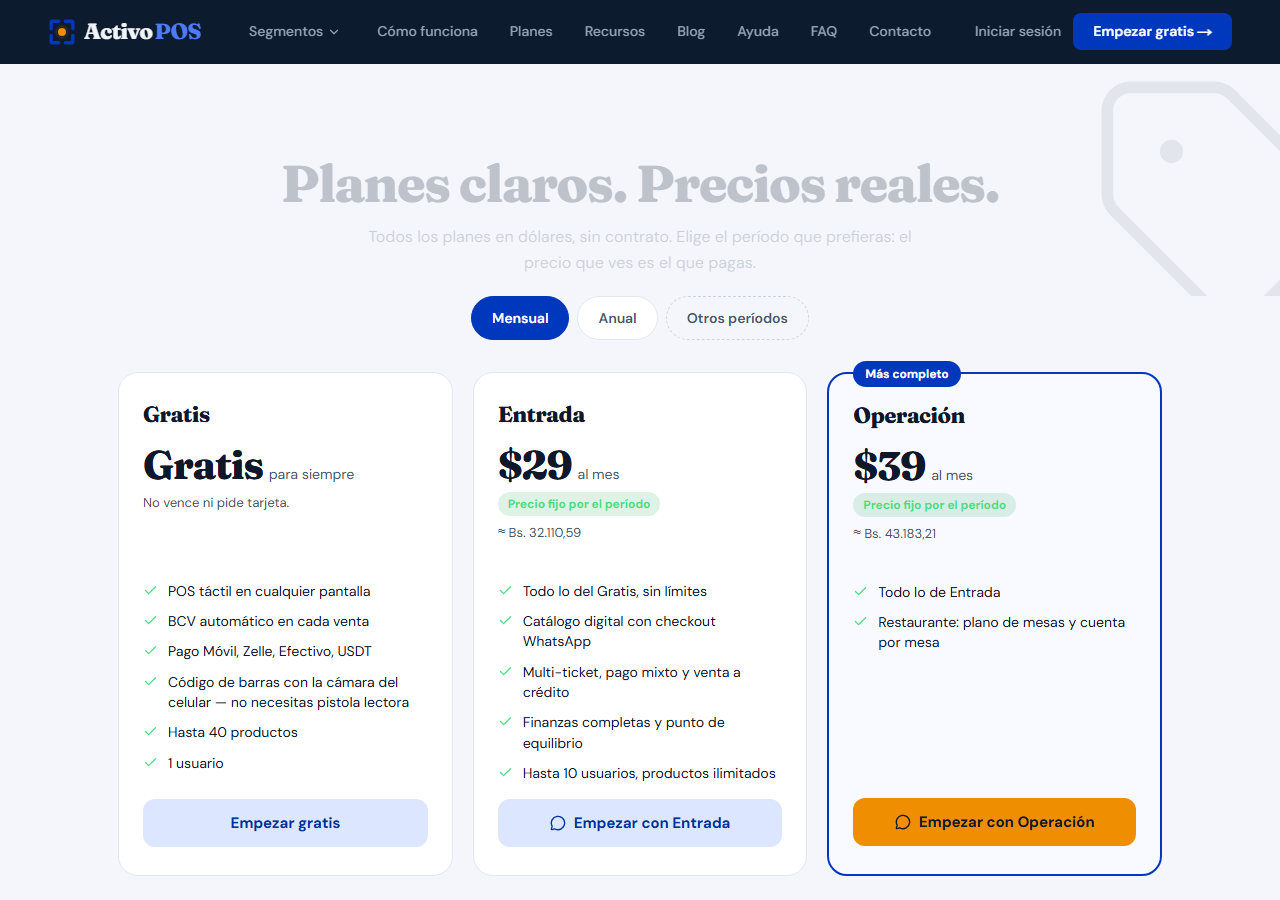 Activo POS
Segmentos
Cómo funciona
Planes
Recursos
Blog
Ayuda
FAQ
Contacto
Iniciar sesión
Empezar gratis →
Planes claros. Precios reales.
Todos los planes en dólares, sin contrato. Elige el período que prefieras: el
precio que ves es el que pagas.
Mensual
Anual
Otros períodos
Gratis
Gratis para siempre
No vence ni pide tarjeta.
POS táctil en cualquier pantalla
BCV automático en cada venta
Pago Móvil, Zelle, Efectivo, USDT
Código de barras con la cámara del
celular — no necesitas pistola lectora
Hasta 40 productos
1 usuario
Empezar gratis
Entrada
$29 al mes
Precio fijo por el período
≈ Bs. 32.110,59
Todo lo del Gratis, sin límites
Catálogo digital con checkout
WhatsApp
Multi-ticket, pago mixto y venta a
crédito
Finanzas completas y punto de
equilibrio
Hasta 10 usuarios, productos ilimitados
Empezar con Entrada
Más completo
Operación
$39 al mes
Precio fijo por el período
≈ Bs. 43.183,21
Todo lo de Entrada
Restaurante: plano de mesas y cuenta
por mesa
Empezar con Operación